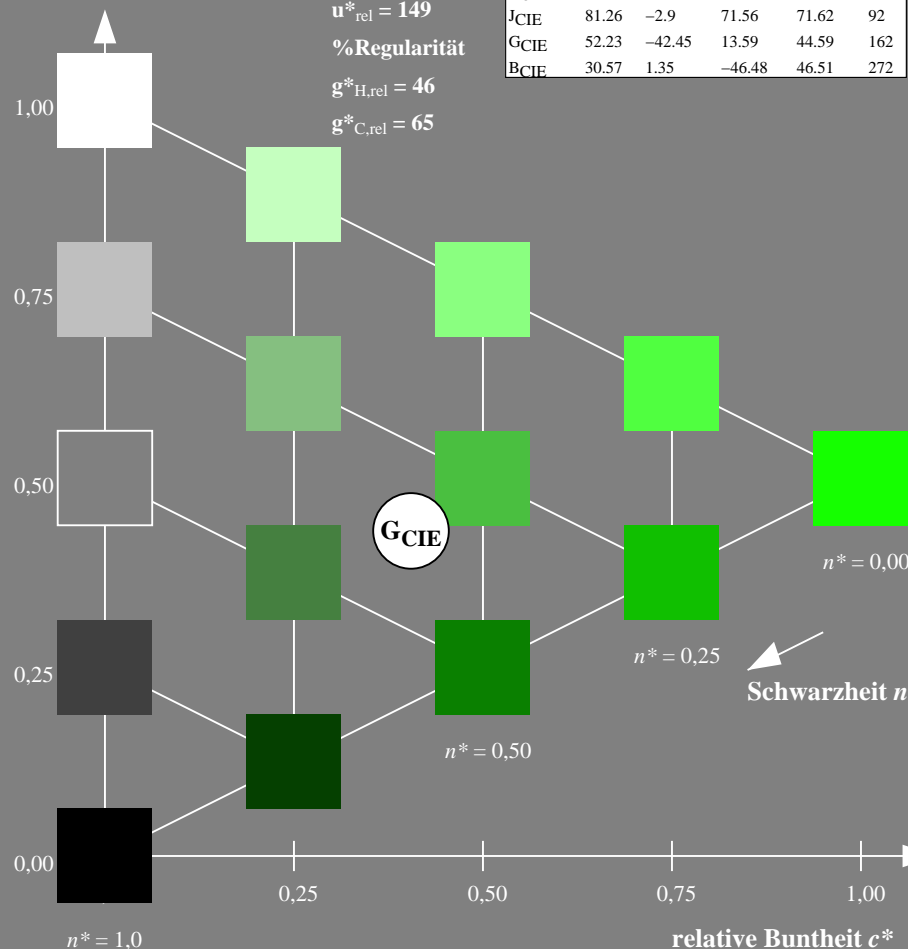 u*rel = 149
%Regularität
g*H,rel = 46
g*C,rel = 65
JCIE 81.26 −2.9 71.56 71.62 92
GCIE 52.23 −42.45 13.59 44.59 162
BCIE 30.57 1.35 −46.48 46.51 272
1,00
0,75
0,50
GCIE
n* = 0,00
n* = 0,25
0,25
Schwarzheit n
n* = 0,50
0,00
0,25 0,50 0,75 1,00
n* = 1,0
relative Buntheit c*